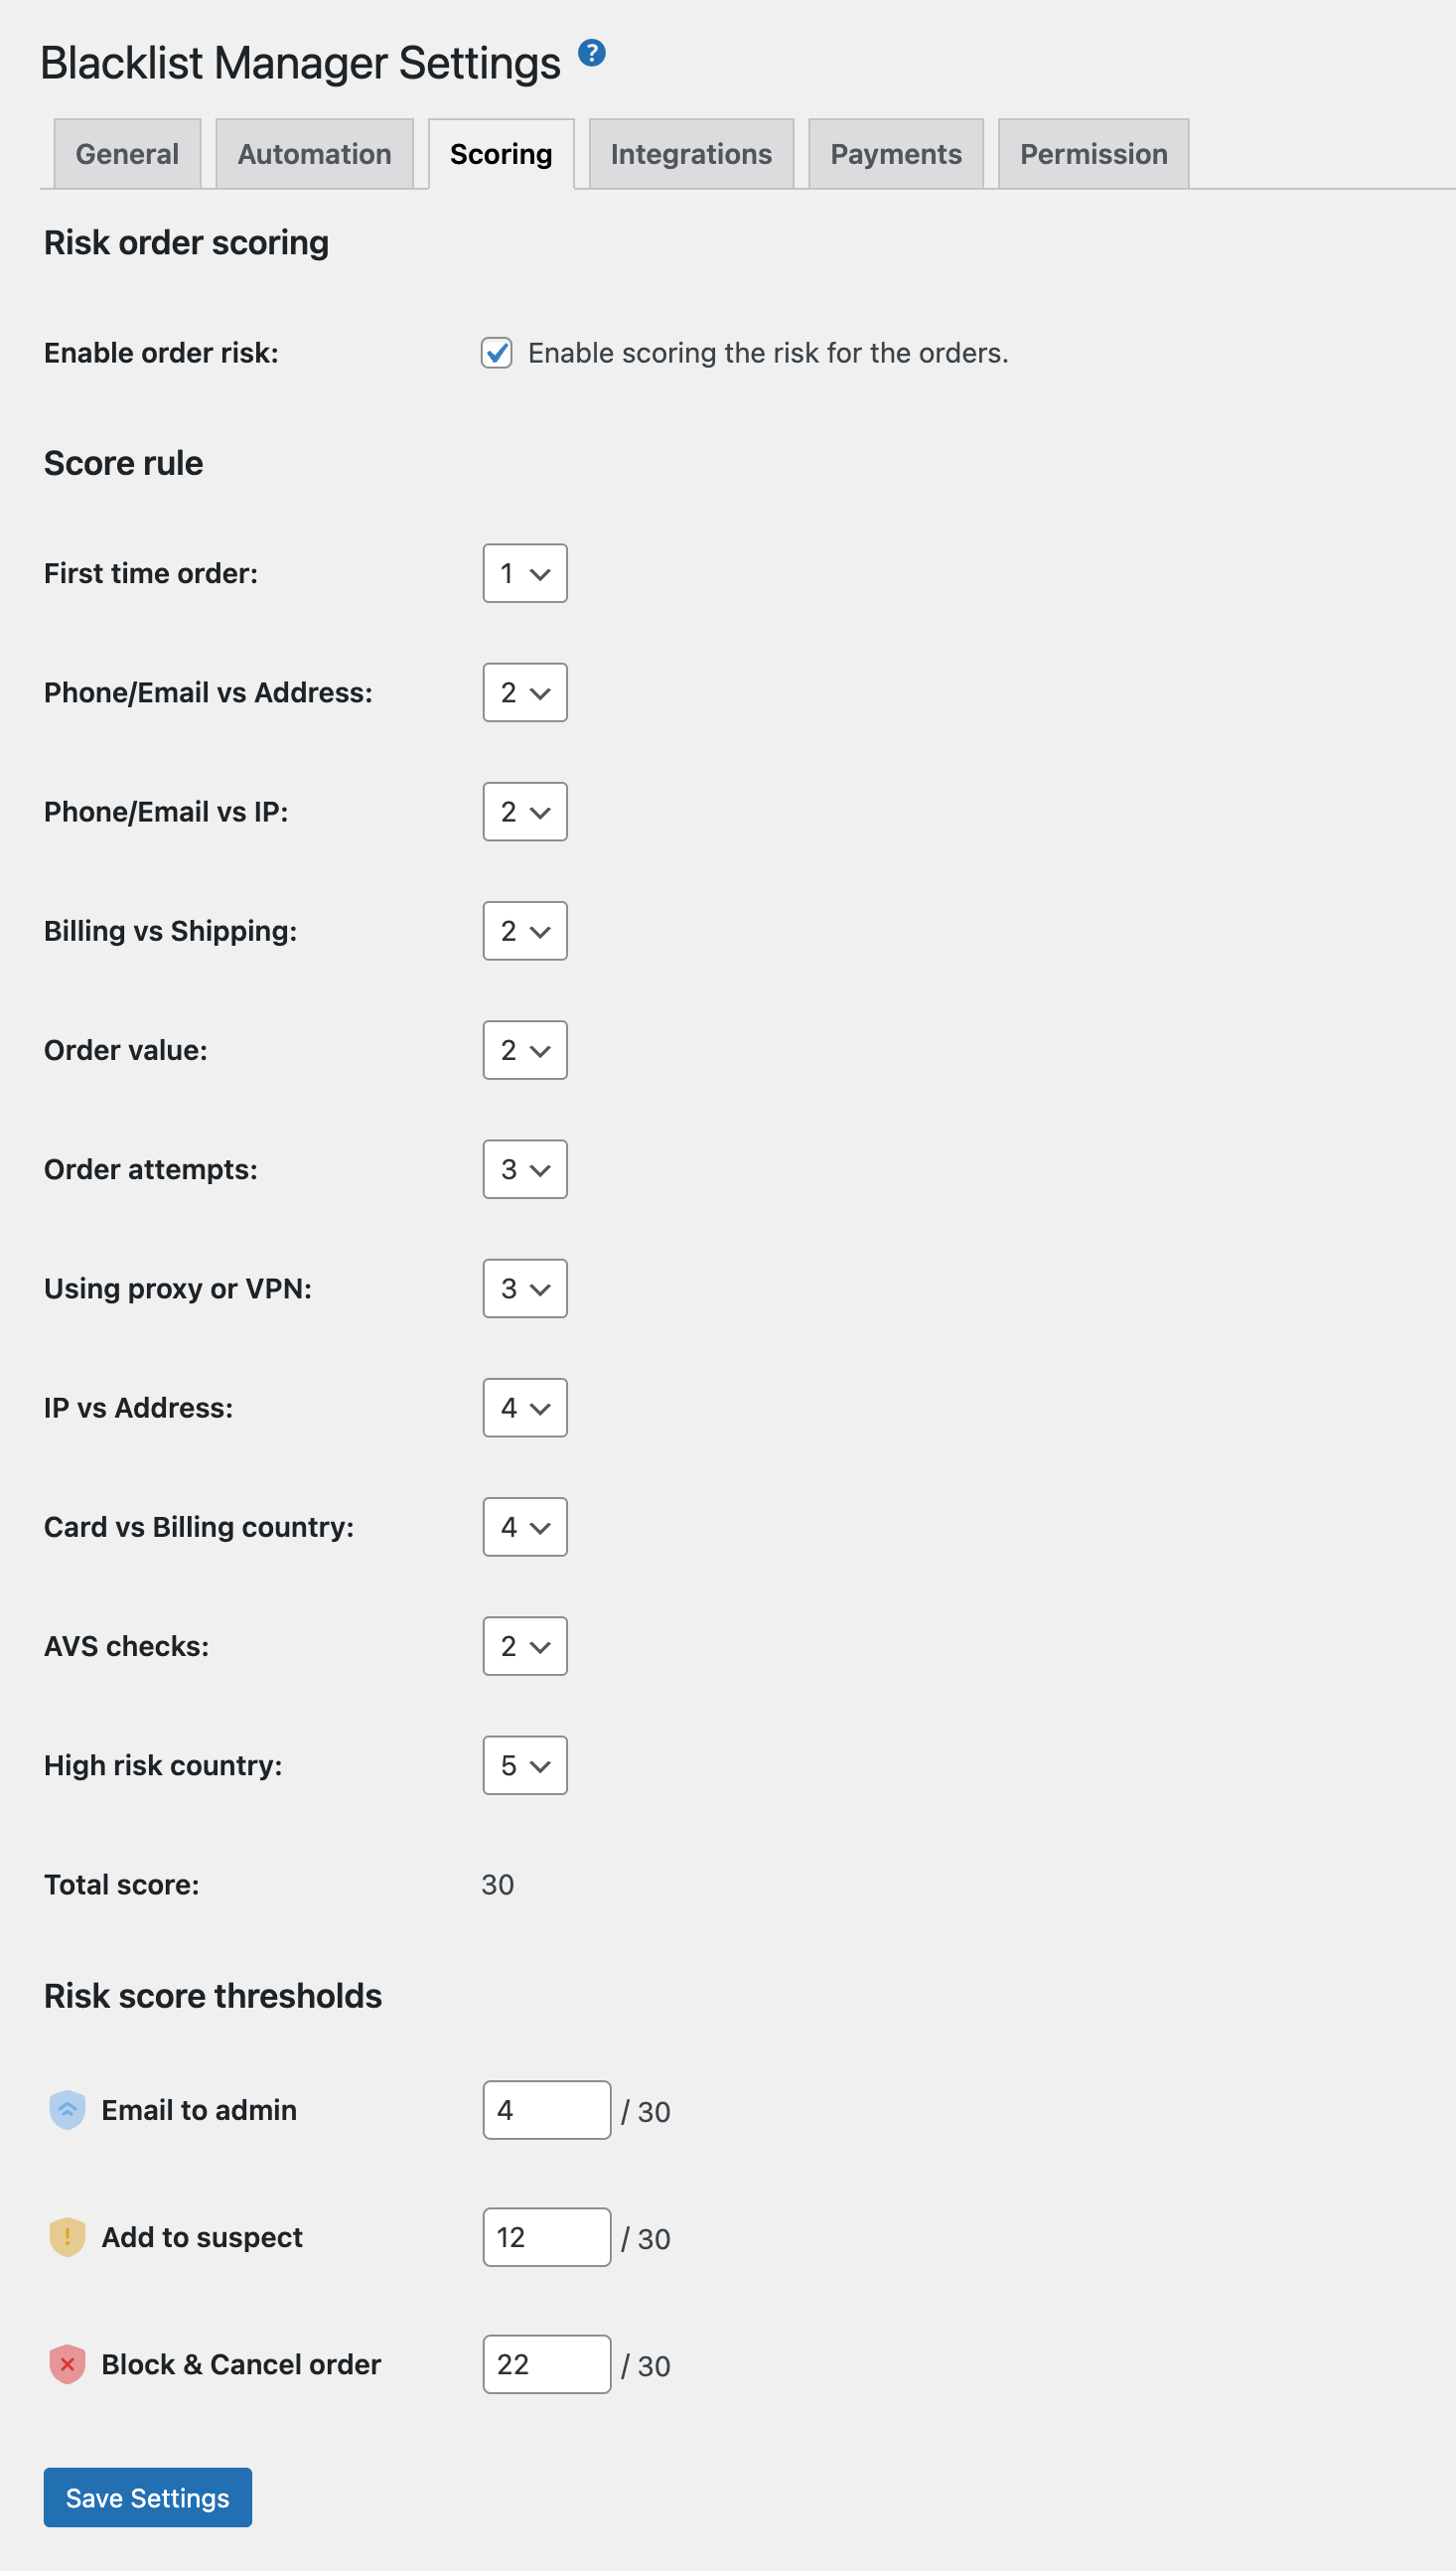 Blacklist Manager Settings ?
General Automation Scoring Integrations Payments Permission
Risk order scoring
Enable order risk: Enable scoring the risk for the orders.
Score rule
First time order: 1
Phone/Email vs Address: 2
Phone/Email vs IP: 2
Billing vs Shipping: 2
Order value: 2
Order attempts: 3
Using proxy or VPN: 3
IP vs Address: 4
Card vs Billing country: 4
AVS checks: 2
High risk country: 5
Total score: 30
Risk score thresholds
Email to admin 4 / 30
Add to suspect 12 / 30
Block & Cancel order 22 / 30
Save Settings